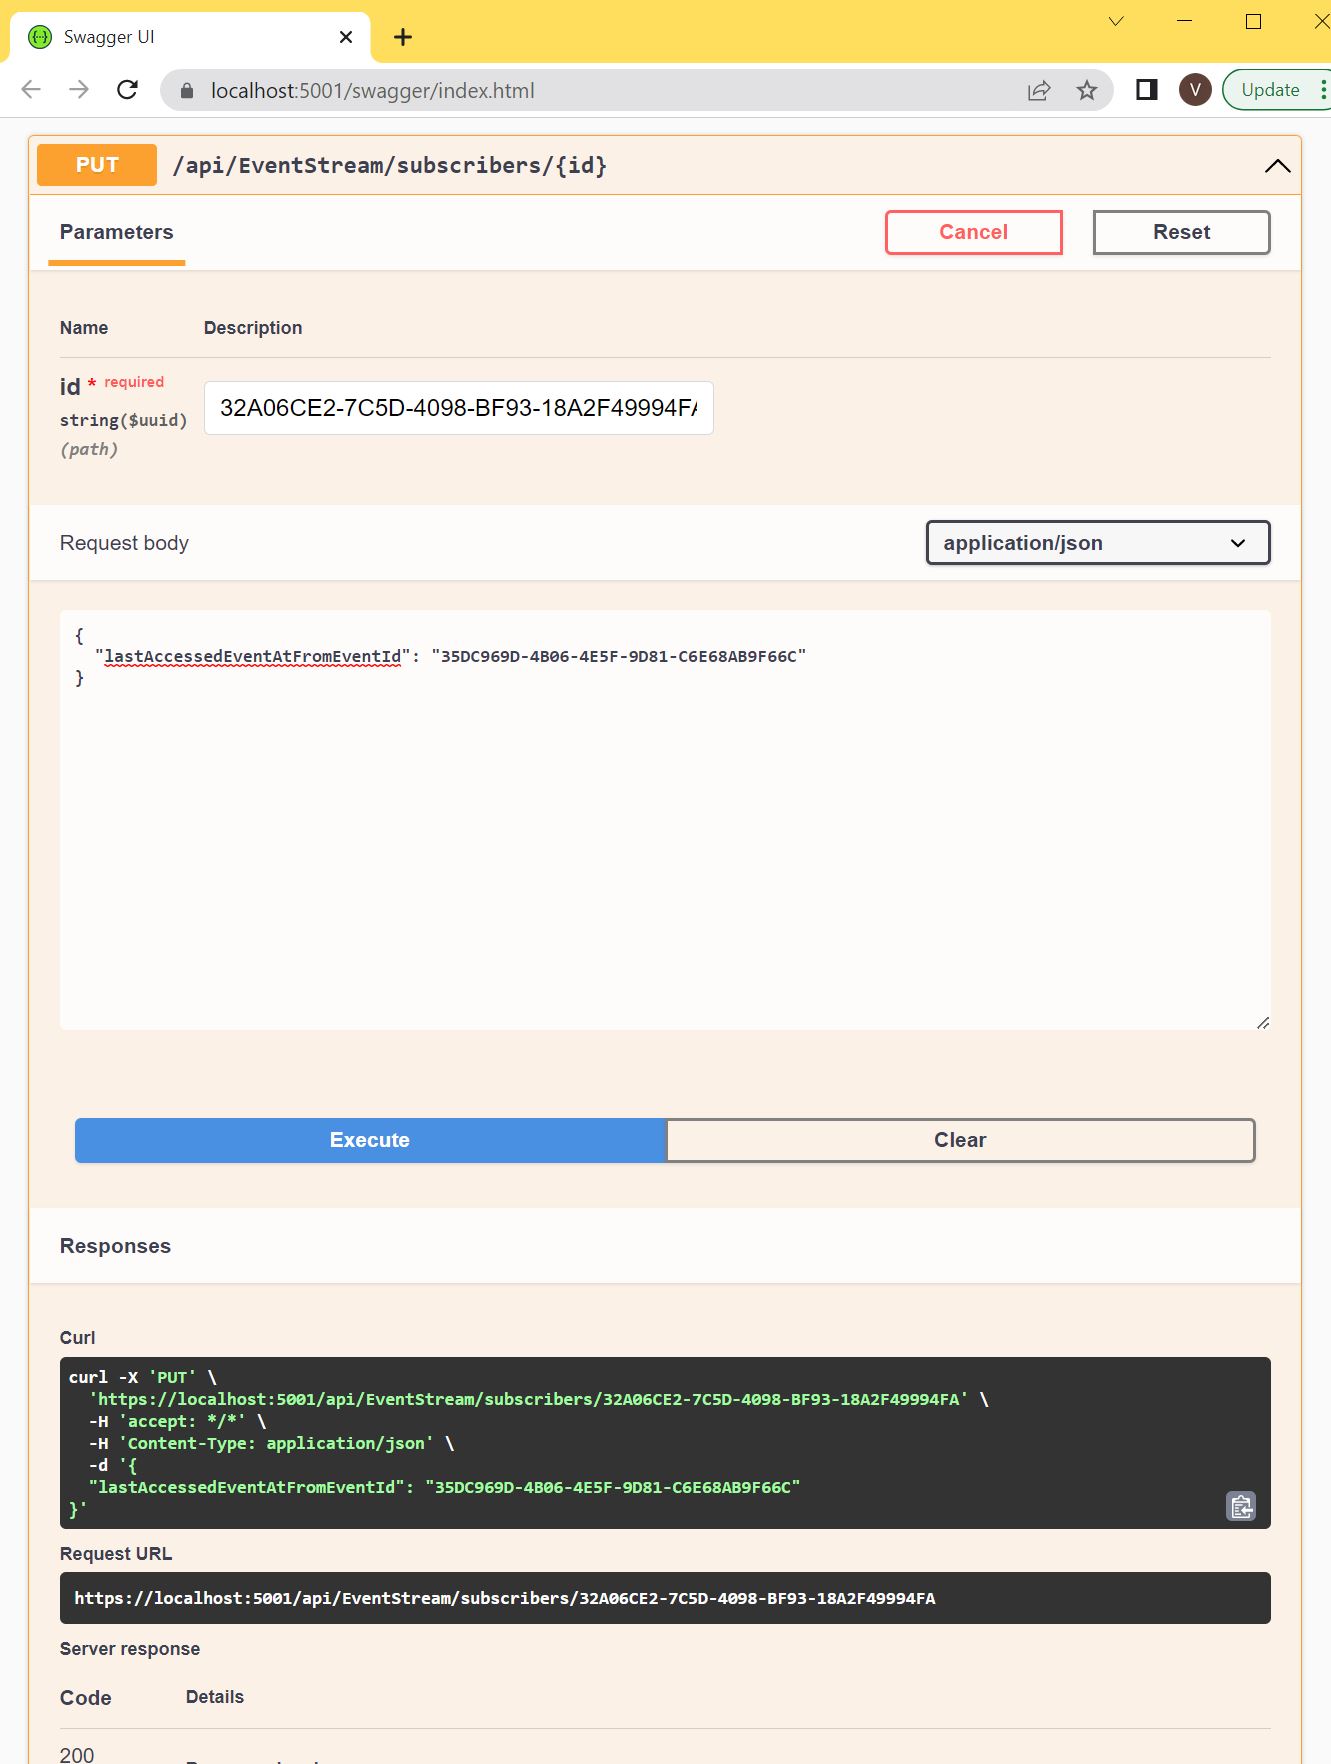 Swagger UI
localhost:5001/swagger/index.html
V
Update
PUT /api/EventStream/subscribers/{id}
Parameters
Cancel
Reset
Name Description
id * required
string($uuid)
(path)
32A06CE2-7C5D-4098-BF93-18A2F49994FA
Request body
application/json
{
"lastAccessedEventAtFromEventId": "35DC969D-4B06-4E5F-9D81-C6E68AB9F66C"
}
Execute
Clear
Responses
Curl
curl -X 'PUT' \
'https://localhost:5001/api/EventStream/subscribers/32A06CE2-7C5D-4098-BF93-18A2F49994FA' \
-H 'accept: */*' \
-H 'Content-Type: application/json' \
-d '{
"lastAccessedEventAtFromEventId": "35DC969D-4B06-4E5F-9D81-C6E68AB9F66C"
}'
Request URL
https://localhost:5001/api/EventStream/subscribers/32A06CE2-7C5D-4098-BF93-18A2F49994FA
Server response
Code Details
200